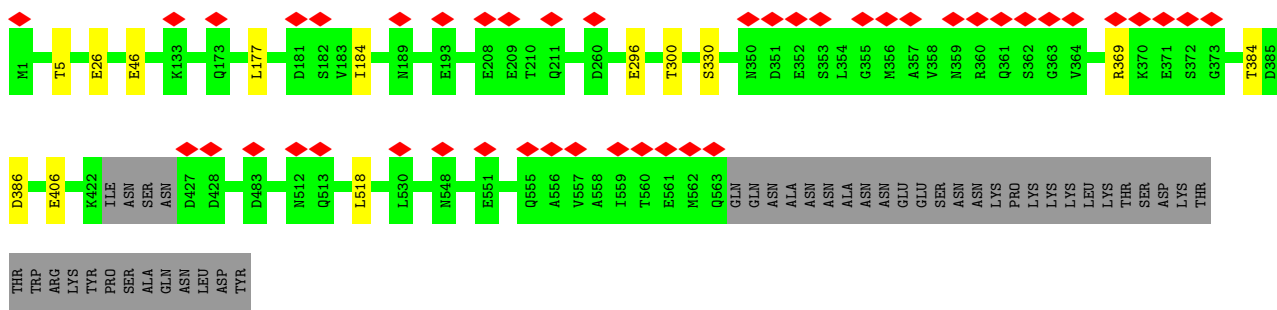 M1 T5 E26 E46 K133 Q173 L177 D181 S182 V183 I184 N189 E193 E208 E209 T210 Q211 D260 E296 T300 S330 N350 D351 E352 S353 L354 G355 M356 A357 V358 N359 R360 Q361 S362 G363 V364 R369 K370 E371 S372 G373 T384 D385
D386 E406 K422 ILE ASN SER ASN D427 D428 D483 N512 Q513 L518 L530 N548 E551 Q555 A556 V557 A558 I559 T560 E561 M562 Q563 GLN GLN ASN ALA ASN ASN ALA ASN ASN GLU GLU SER ASN ASN LYS PRO LYS LYS LYS LEU LYS THR SER ASP LYS THR
THR TRP ARG LYS TYR PRO SER ALA GLN ASN LEU ASP TYR